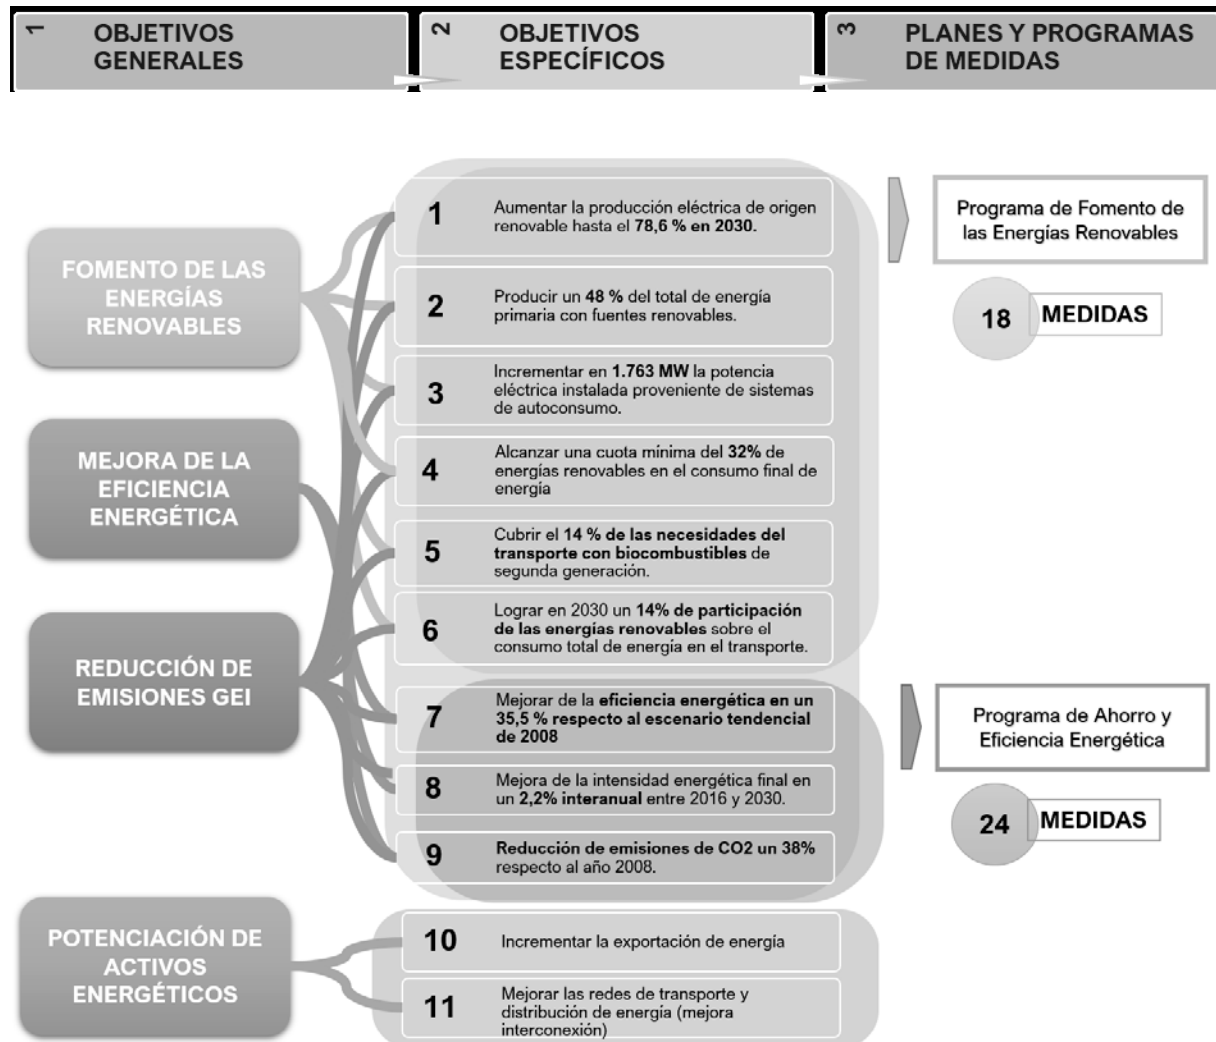 1
OBJETIVOS
GENERALES
2
OBJETIVOS
ESPECÍFICOS
3
PLANES Y PROGRAMAS
DE MEDIDAS
FOMENTO DE LAS
ENERGÍAS
RENOVABLES
MEJORA DE LA
EFICIENCIA
ENERGÉTICA
REDUCCIÓN DE
EMISIONES GEI
POTENCIACIÓN DE
ACTIVOS
ENERGÉTICOS
1
Aumentar la producción eléctrica de origen
renovable hasta el 78,6 % en 2030.
2
Producir un 48 % del total de energía
primaria con fuentes renovables.
3
Incrementar en 1.763 MW la potencia
eléctrica instalada proveniente de sistemas
de autoconsumo.
4
Alcanzar una cuota mínima del 32% de
energías renovables en el consumo final de
energía
5
Cubrir el 14 % de las necesidades del
transporte con biocombustibles de
segunda generación.
6
Lograr en 2030 un 14% de participación
de las energías renovables sobre el
consumo total de energía en el transporte.
7
Mejorar de la eficiencia energética en un
35,5 % respecto al escenario tendencial
de 2008
8
Mejora de la intensidad energética final en
un 2,2% interanual entre 2016 y 2030.
9
Reducción de emisiones de CO2 un 38%
respecto al año 2008.
10
Incrementar la exportación de energía
11
Mejorar las redes de transporte y
distribución de energía (mejora
interconexión)
Programa de Fomento de
las Energías Renovables
18 MEDIDAS
Programa de Ahorro y
Eficiencia Energética
24 MEDIDAS